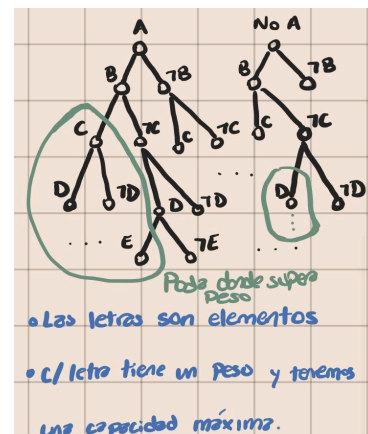 A No A
B ¬B B ¬B
C ¬C C ¬C C ¬C
D ¬D D ¬D D ¬D
E ¬E
Poda donde supera
Peso
• Las letras son elementos
• c/ letra tiene un Peso y tenemos
una capacidad máxima.